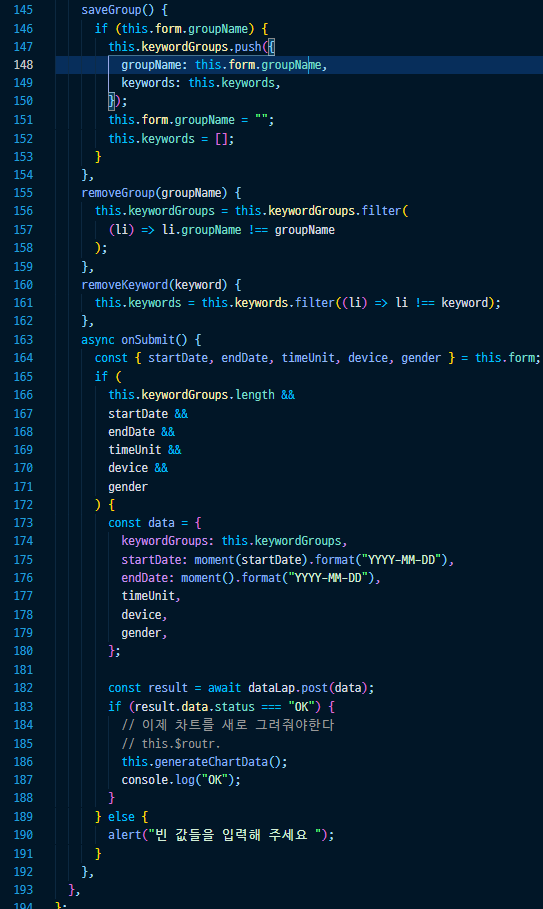 145 saveGroup() {
146 if (this.form.groupName) {
147 this.keywordGroups.push({
148 groupName: this.form.groupName,
149 keywords: this.keywords,
150 });
151 this.form.groupName = "";
152 this.keywords = [];
153 }
154 },
155 removeGroup(groupName) {
156 this.keywordGroups = this.keywordGroups.filter(
157 (li) => li.groupName !== groupName
158 );
159 },
160 removeKeyword(keyword) {
161 this.keywords = this.keywords.filter((li) => li !== keyword);
162 },
163 async onSubmit() {
164 const { startDate, endDate, timeUnit, device, gender } = this.form;
165 if (
166 this.keywordGroups.length &&
167 startDate &&
168 endDate &&
169 timeUnit &&
170 device &&
171 gender
172 ) {
173 const data = {
174 keywordGroups: this.keywordGroups,
175 startDate: moment(startDate).format("YYYY-MM-DD"),
176 endDate: moment().format("YYYY-MM-DD"),
177 timeUnit,
178 device,
179 gender,
180 };
181
182 const result = await dataLap.post(data);
183 if (result.data.status === "OK") {
184 // 이제 차트를 새로 그려줘야한다
185 // this.$routr.
186 this.generateChartData();
187 console.log("OK");
188 }
189 } else {
190 alert("빈 값들을 입력해 주세요 ");
191 }
192 },
193 },
194 };